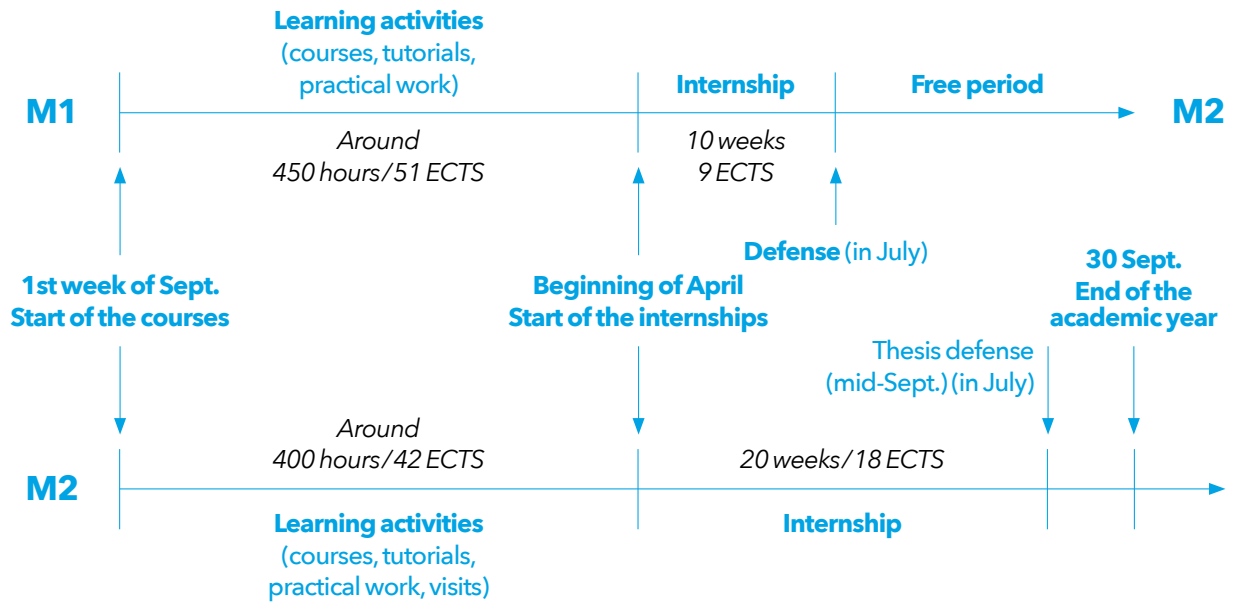 Learning activities
(courses, tutorials,
practical work)
Internship
Free period
M1
M2
Around
450 hours/51 ECTS
10 weeks
9 ECTS
Defense (in July)
1st week of Sept.
Start of the courses
Beginning of April
Start of the internships
30 Sept.
End of the
academic year
Thesis defense
(mid-Sept.) (in July)
Around
400 hours/42 ECTS
20 weeks/18 ECTS
M2
Learning activities
(courses, tutorials,
practical work, visits)
Internship